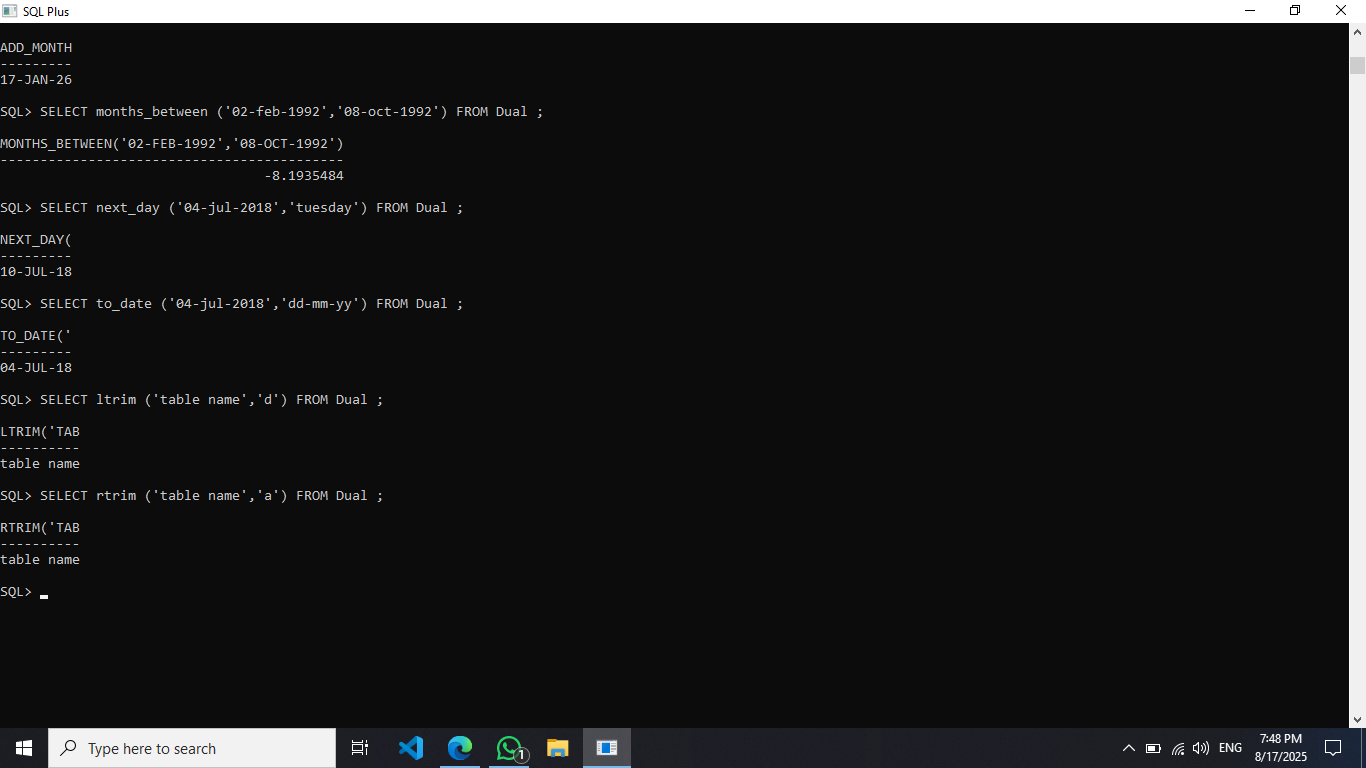 SQL Plus
ADD_MONTH
---------
17-JAN-26
SQL> SELECT months_between ('02-feb-1992','08-oct-1992') FROM Dual ;
MONTHS_BETWEEN('02-FEB-1992','08-OCT-1992')
-------------------------------------------
-8.1935484
SQL> SELECT next_day ('04-jul-2018','tuesday') FROM Dual ;
NEXT_DAY(
---------
10-JUL-18
SQL> SELECT to_date ('04-jul-2018','dd-mm-yy') FROM Dual ;
TO_DATE('
---------
04-JUL-18
SQL> SELECT ltrim ('table name','d') FROM Dual ;
LTRIM('TAB
----------
table name
SQL> SELECT rtrim ('table name','a') FROM Dual ;
RTRIM('TAB
----------
table name
SQL>
Type here to search
1
ENG
7:48 PM
8/17/2025